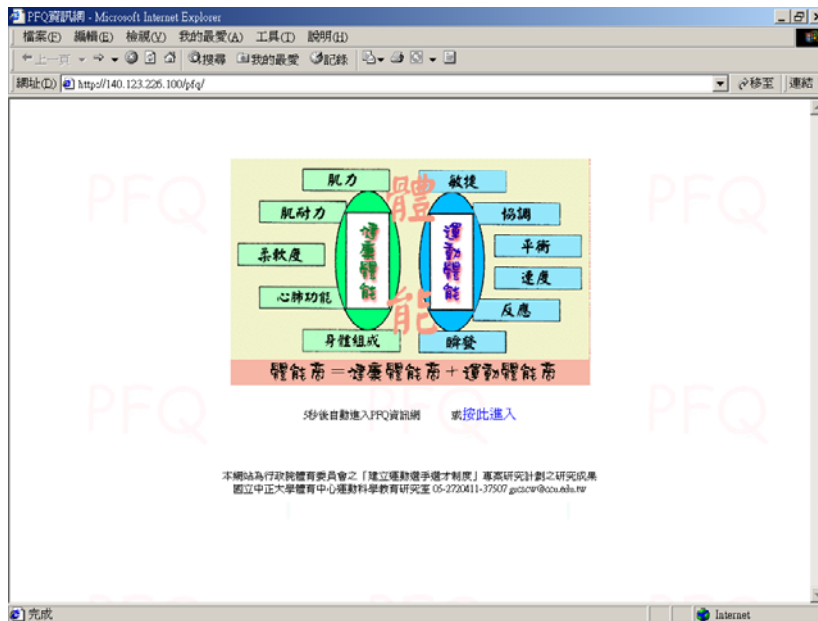 PFQ資訊網 - Microsoft Internet Explorer
檔案(F) 編輯(E) 檢視(V) 我的最愛(A) 工具(T) 說明(H)
上一頁 搜尋 我的最愛 記錄
網址(D) http://140.123.226.100/pfq/ 移至 連結
PFQ PFQ
體能
健康體能
肌力
肌耐力
柔軟度
心肺功能
身體組成
運動體能
敏捷
協調
平衡
速度
反應
瞬發
體能商＝健康體能商＋運動體能商
PFQ PFQ
5秒後自動進入PFQ資訊網 或按此進入
本網站為行政院體育委員會之「建立運動選手選才制度」專案研究計劃之研究成果
國立中正大學體育中心運動科學教育研究室 05-2720411-37507
完成 Internet